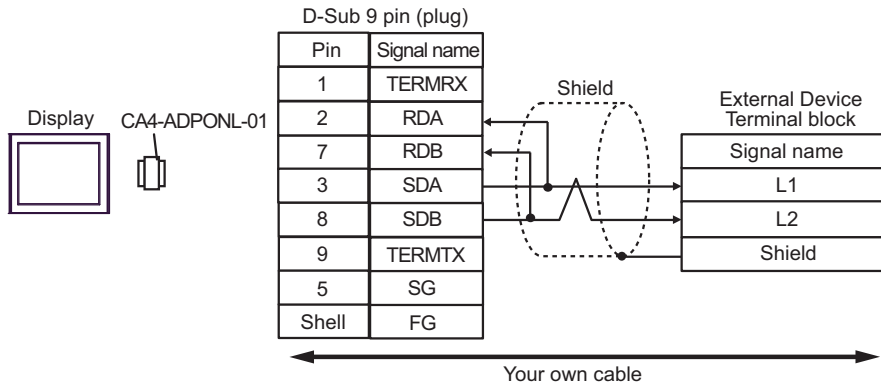 D-Sub 9 pin (plug)
Pin Signal name
1 TERMRX
2 RDA
7 RDB
3 SDA
8 SDB
9 TERMTX
5 SG
Shell FG
Display
CA4-ADPONL-01
Shield
External Device
Terminal block
Signal name
L1
L2
Shield
Your own cable